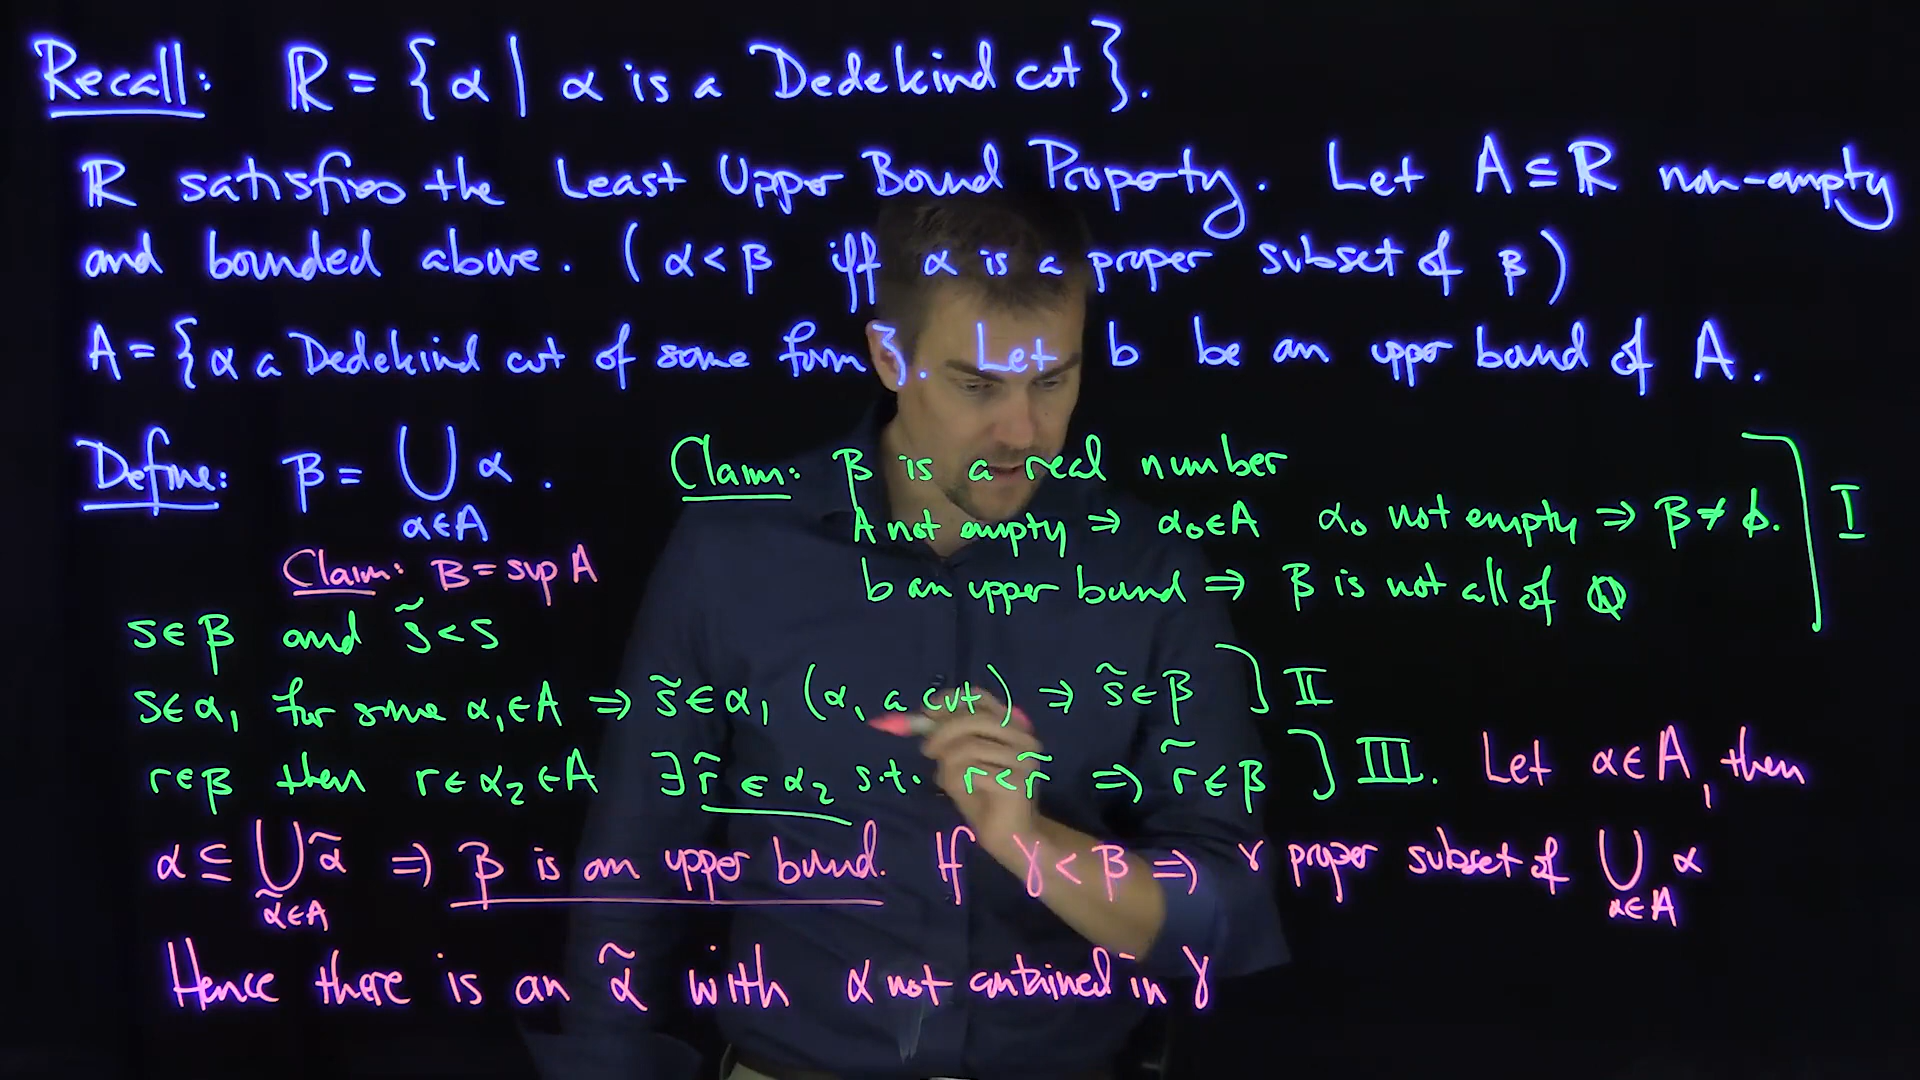 Recall: ℝ = {α | α is a Dedekind cut}.
ℝ satisfies the Least Upper Bound Property. Let A ⊆ ℝ non-empty
and bounded above. (α < β iff α is a proper subset of β)
A = {α a Dedekind cut of some form}. Let b be an upper bound of A.
Define: β = ⋃_{α∈A} α.
Claim: β = sup A
Claim: β is a real number
A not empty ⇒ α₀ ∈ A α₀ not empty ⇒ β ≠ ∅. ] I
b an upper bound ⇒ β is not all of ℚ
s ∈ β and s̃ < s
s ∈ α₁ for some α₁ ∈ A ⇒ s̃ ∈ α₁ (α₁ a cut) ⇒ s̃ ∈ β ] II
r ∈ β then r ∈ α₂ ∈ A ∃ r̃ ∈ α₂ s.t. r < r̃ ⇒ r̃ ∈ β ] III. Let α ∈ A, then
α ⊆ ⋃_{α̃∈A} α̃ ⇒ β is an upper bound. If γ < β ⇒ γ proper subset of ⋃_{α∈A} α
Hence there is an α̃ with α not contained in γ